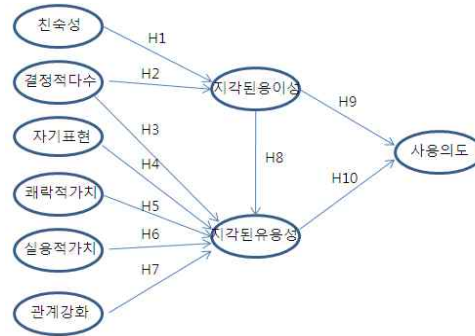 친숙성
H1
결정적다수
H2
지각된용이성
H9
자기표현
H3
H4
H8
사용의도
쾌락적가치
H5
H10
실용적가치
H6
지각된유용성
H7
관계강화